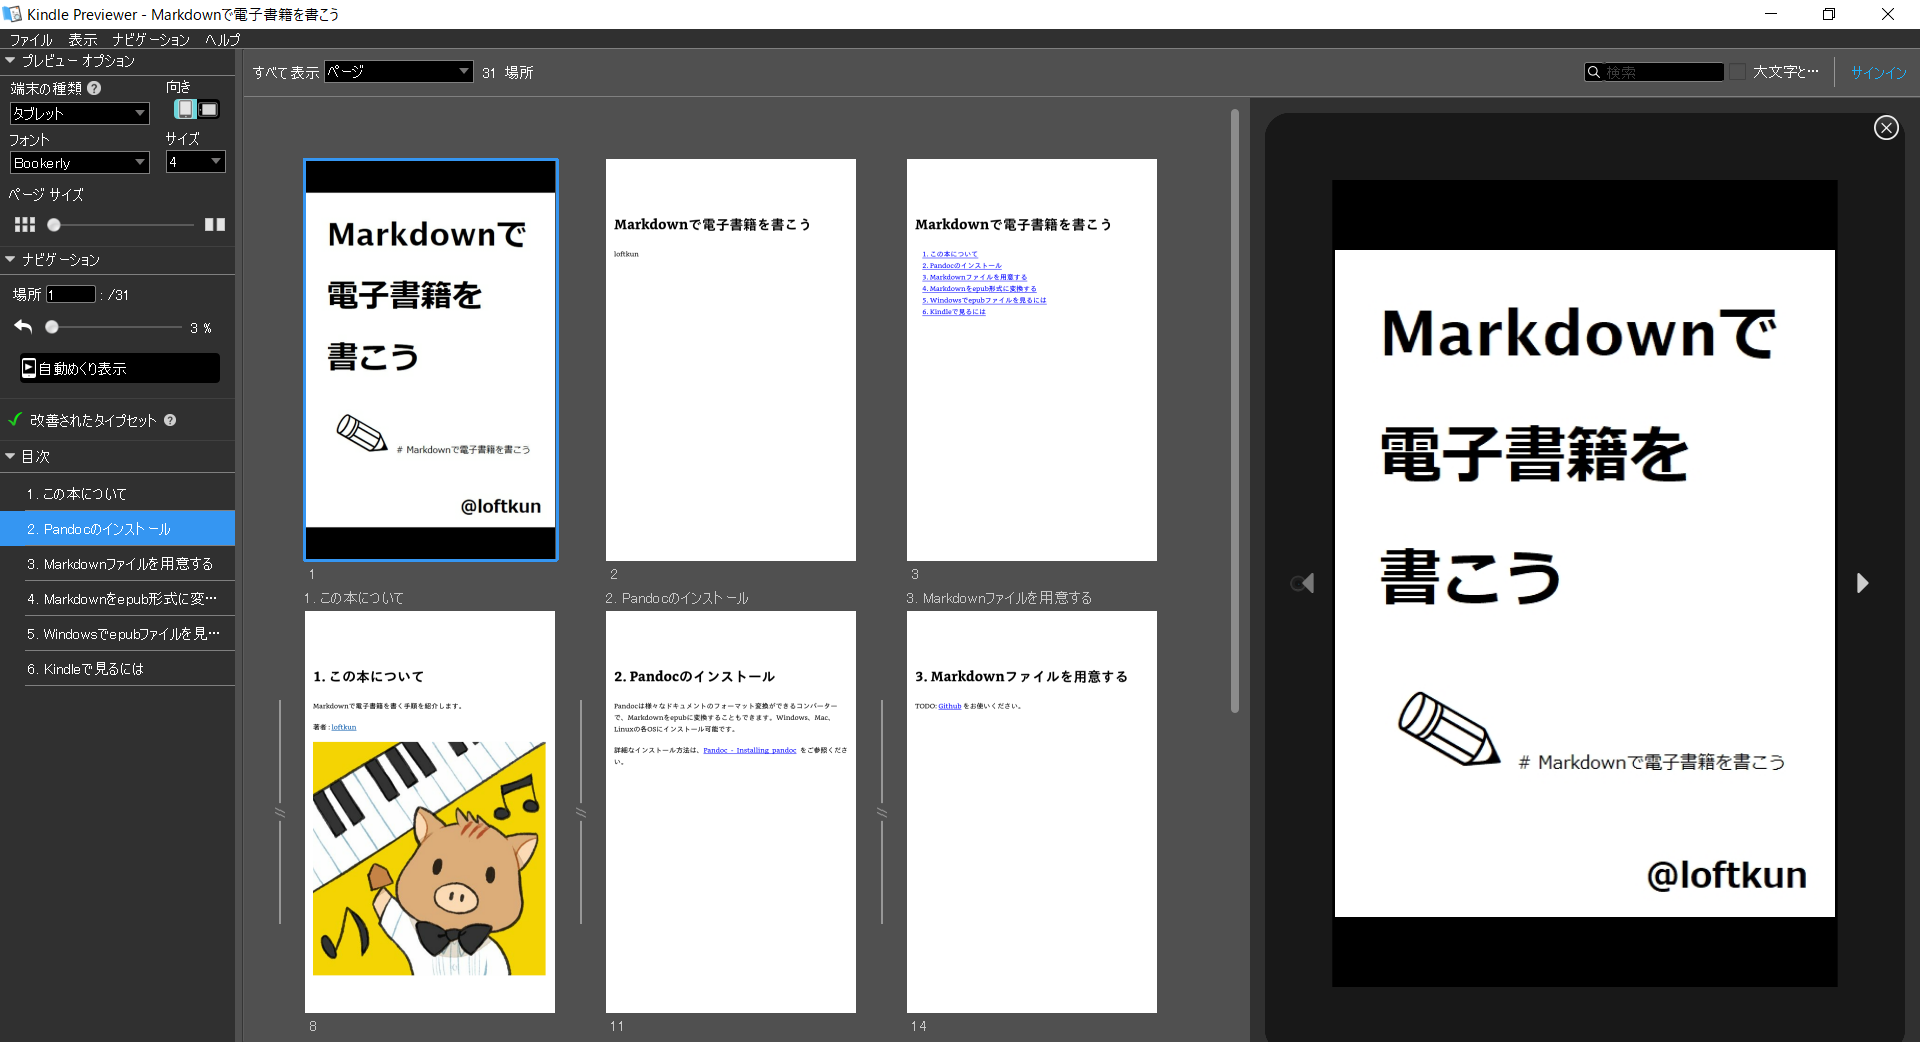 Kindle Previewer - Markdownで電子書籍を書こう
ファイル 表示 ナビゲーション ヘルプ
プレビュー オプション
端末の種類 ?
向き
タブレット
フォント
サイズ
Bookerly
4
ページ サイズ
ナビゲーション
場所 1 : /31
3 %
自動めくり表示
改善されたタイプセット ?
目次
1. この本について
2. Pandocのインストール
3. Markdownファイルを用意する
4. Markdownをepub形式に変…
5. Windowsでepubファイルを見…
6. Kindleで見るには
すべて表示 ページ 31 場所
検索 大文字と… サインイン
Markdownで
電子書籍を
書こう
# Markdownで電子書籍を書こう
@loftkun
1
Markdownで電子書籍を書こう
loftkun
2
Markdownで電子書籍を書こう
1. この本について
2. Pandocのインストール
3. Markdownファイルを用意する
4. Markdownをepub形式に変換する
5. Windowsでepubファイルを見るには
6. Kindleで見るには
3
1. この本について
1. この本について
Markdownで電子書籍を書く手順を紹介します。
著者 : loftkun
8
2. Pandocのインストール
2. Pandocのインストール
Pandocは様々なドキュメントのフォーマット変換ができるコンバーター
で、Markdownをepubに変換することもできます。Windows、Mac、
Linuxの各OSにインストール可能です。
詳細なインストール方法は、Pandoc - Installing pandoc をご参照くださ
い。
11
3. Markdownファイルを用意する
3. Markdownファイルを用意する
TODO: Github をお使いください。
14
Markdownで
電子書籍を
書こう
# Markdownで電子書籍を書こう
@loftkun